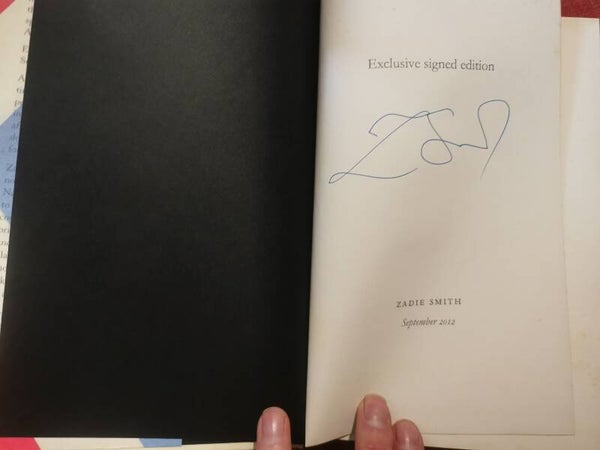 Exclusive signed edition
ZADIE SMITH
September 2012